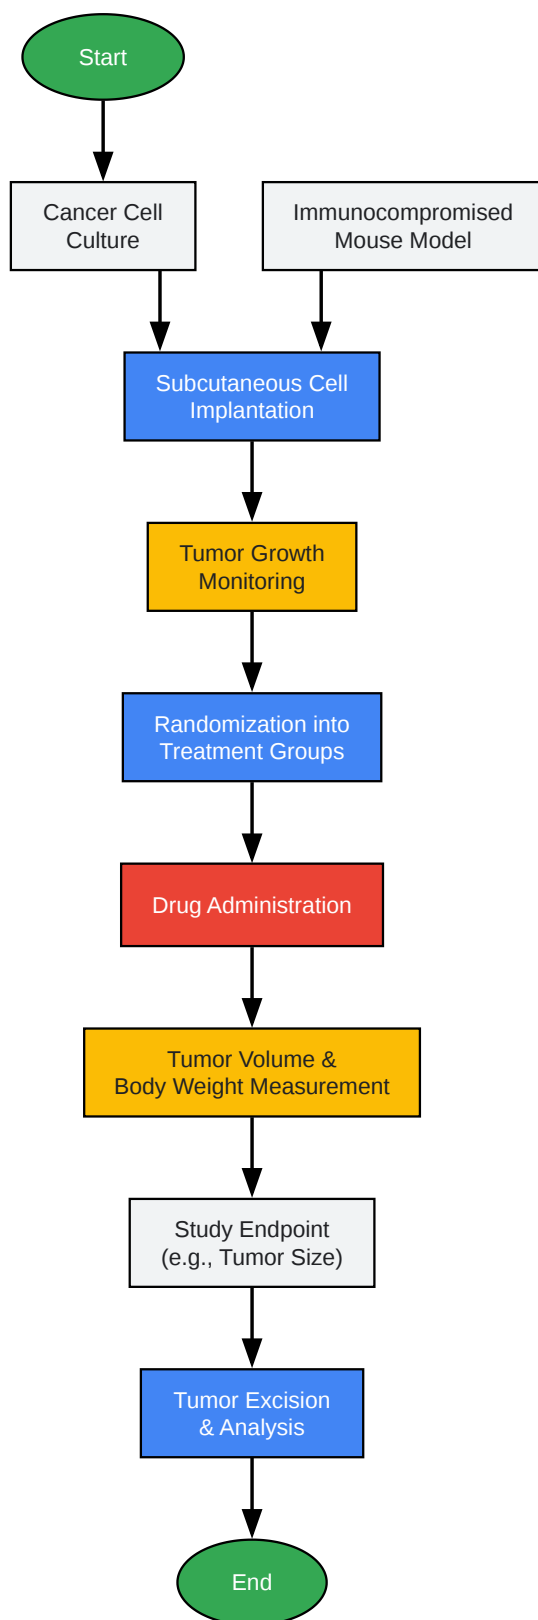 Start
Cancer Cell
Culture
Immunocompromised
Mouse Model
Subcutaneous Cell
Implantation
Tumor Growth
Monitoring
Randomization into
Treatment Groups
Drug Administration
Tumor Volume &
Body Weight Measurement
Study Endpoint
(e.g., Tumor Size)
Tumor Excision
& Analysis
End